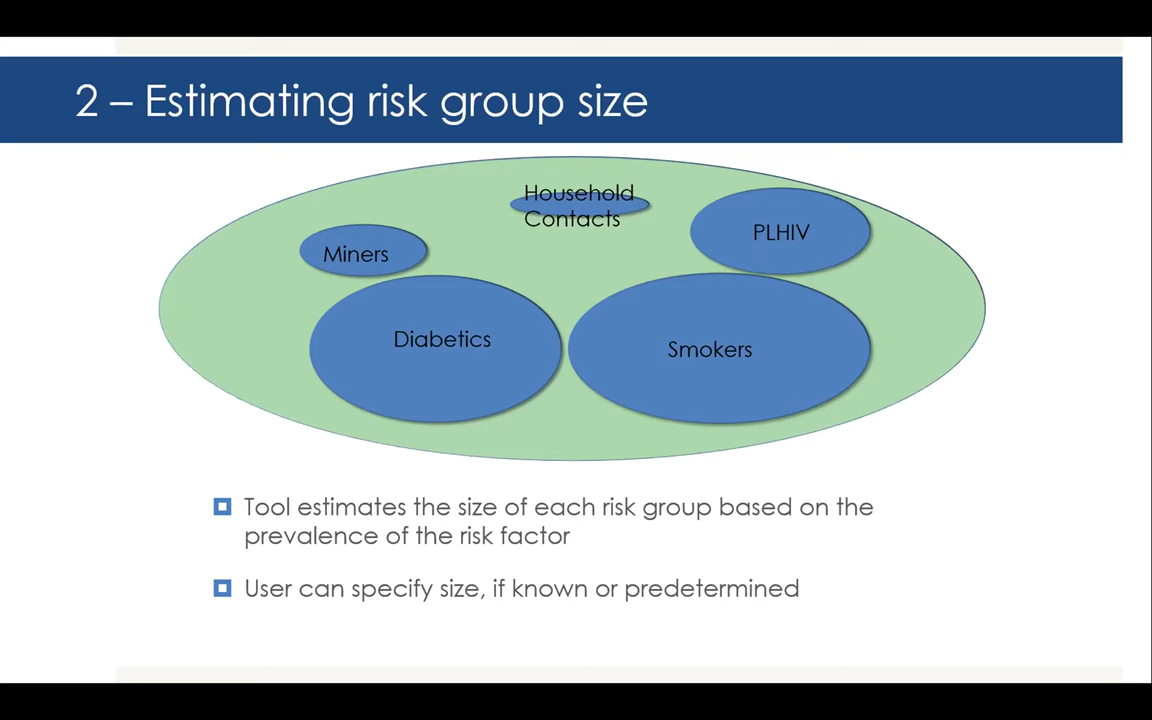 2 – Estimating risk group size
Household
Contacts
PLHIV
Miners
Diabetics
Smokers
Tool estimates the size of each risk group based on the
prevalence of the risk factor
User can specify size, if known or predetermined